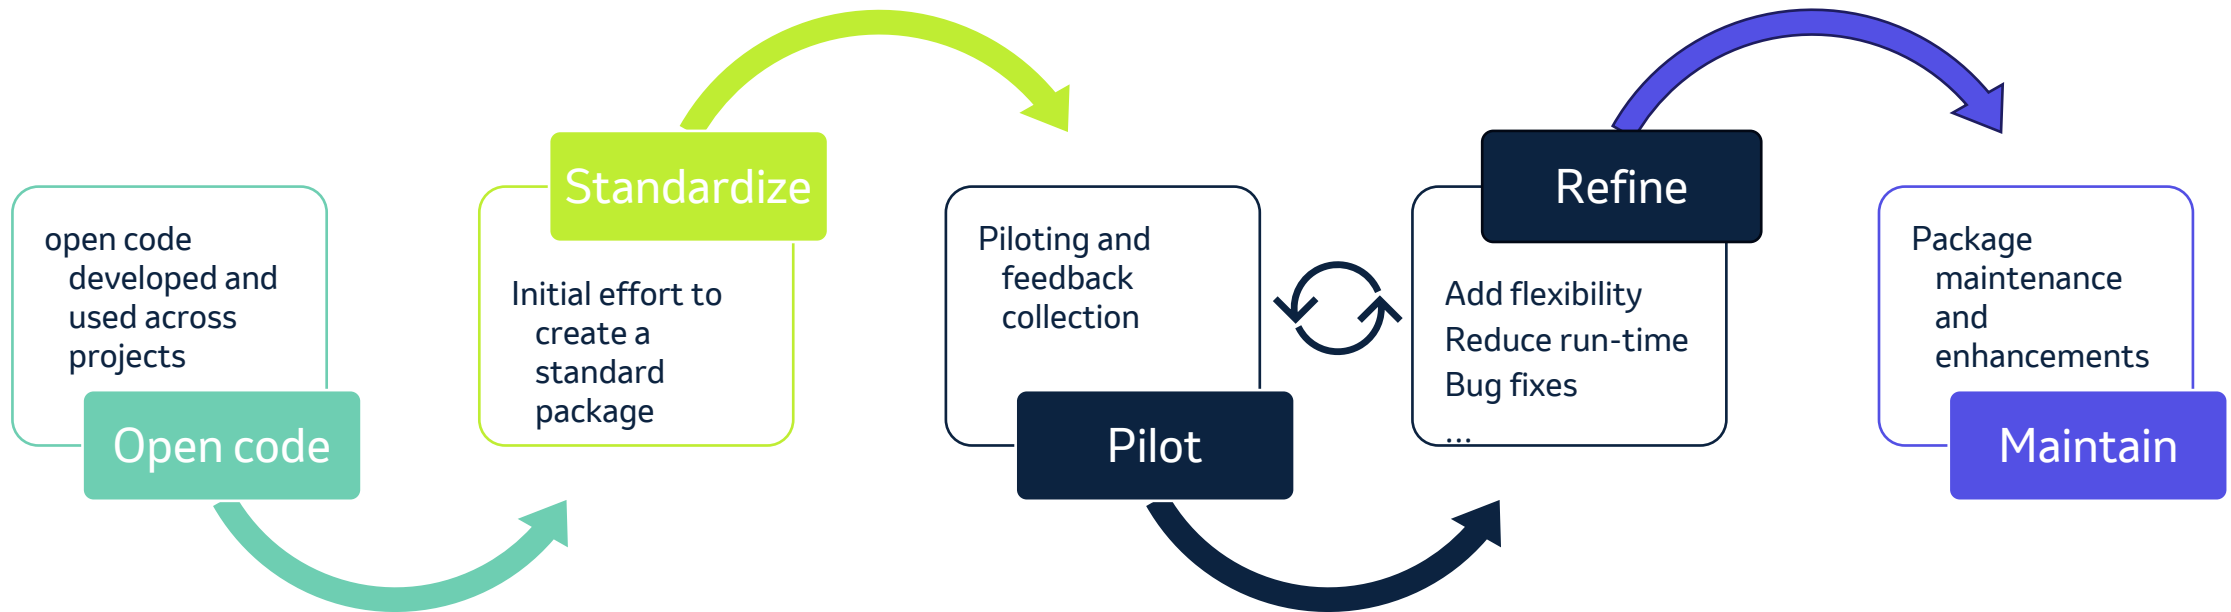 open code
developed and
used across
projects
Open code
Standardize
Initial effort to
create a
standard
package
Piloting and
feedback
collection
Pilot
Refine
Add flexibility
Reduce run-time
Bug fixes
...
Package
maintenance
and
enhancements
Maintain